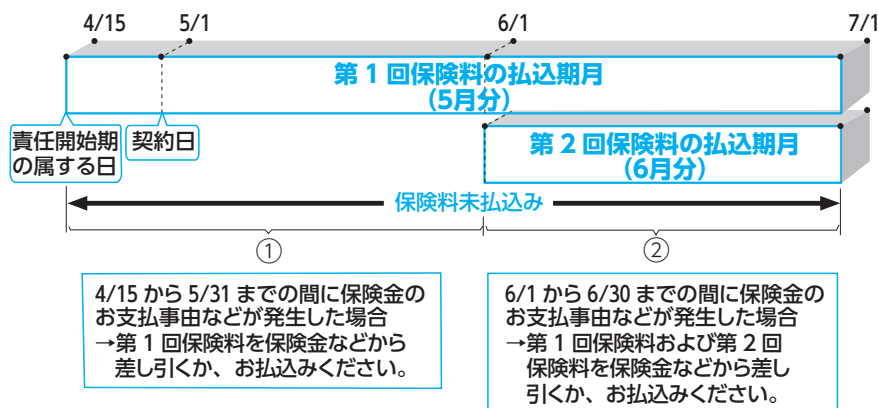 4/15 5/1 6/1 7/1
第1回保険料の払込期月
(5月分)
責任開始期
の属する日
契約日
第2回保険料の払込期月
(6月分)
保険料未払込み
① ②
4/15 から 5/31 までの間に保険金の
お支払事由などが発生した場合
→第1回保険料を保険金などから
差し引くか、お払込みください。
6/1 から 6/30 までの間に保険金の
お支払事由などが発生した場合
→第1回保険料および第2回
保険料を保険金などから差し
引くか、お払込みください。